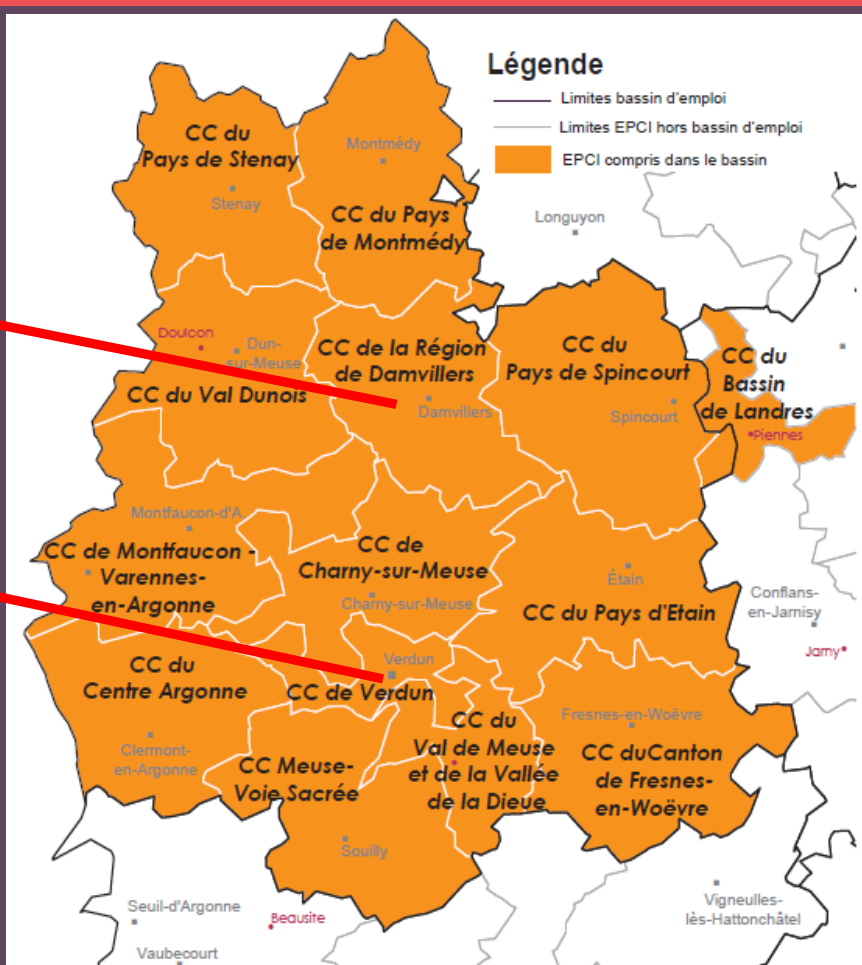 Légende
Limites bassin d'emploi
Limites EPCI hors bassin d'emploi
EPCI compris dans le bassin
CC du
Pays de Stenay
Stenay
Montmédy
CC du Pays
de Montmédy
Longuyon
Doulcon
Dun-
sur-Meuse
CC du Val Dunois
CC de la Région
de Damvillers
Damvillers
CC du
Pays de Spincourt
Spincourt
CC du
Bassin
de Landres
Piennes
Montfaucon-d'A.
CC de Montfaucon -
Varennes-
en-Argonne
CC de
Charny-sur-Meuse
Charny-sur-Meuse
Étain
CC du Pays d'Etain
Conflans-
en-Jarnisy
Jarny
CC du
Centre Argonne
Clermont-
en-Argonne
Verdun
CC de Verdun
CC Meuse-
Voie Sacrée
Souilly
CC du
Val de Meuse
et de la Vallée
de la Dieue
Fresnes-en-Woëvre
CC duCanton
de Fresnes-
en-Woëvre
Seuil-d'Argonne
Beausite
Vaubecourt
Vigneulles-
lès-Hattonchâtel